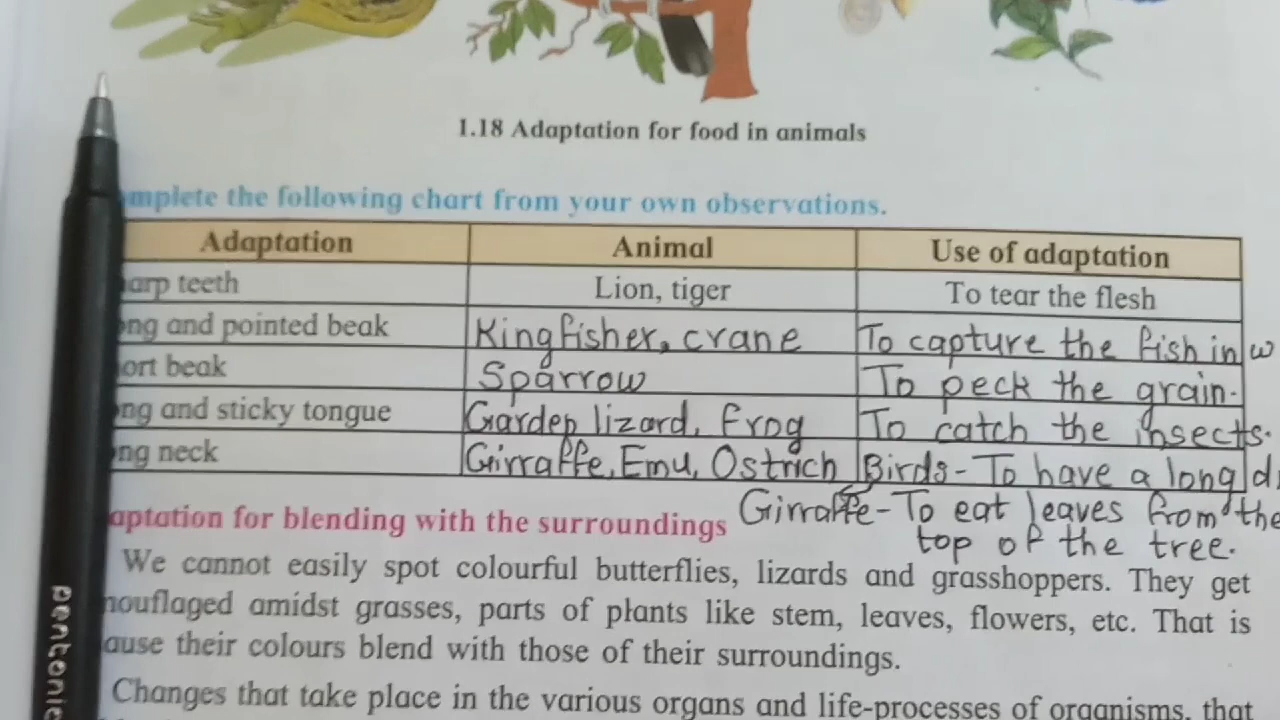 1.18 Adaptation for food in animals
mplete the following chart from your own observations.
Adaptation Animal Use of adaptation
arp teeth Lion, tiger To tear the flesh
ng and pointed beak Kingfisher, crane To capture the fish in w
ort beak Sparrow To peck the grain.
ng and sticky tongue Garden lizard, frog To catch the insects.
ng neck Girraffe, Emu, Ostrich Birds - To have a long di
Girraffe - To eat leaves from the
top of the tree.
aptation for blending with the surroundings
We cannot easily spot colourful butterflies, lizards and grasshoppers. They get
mouflaged amidst grasses, parts of plants like stem, leaves, flowers, etc. That is
ause their colours blend with those of their surroundings.
Changes that take place in the various organs and life-processes of organisms, that
pentonic